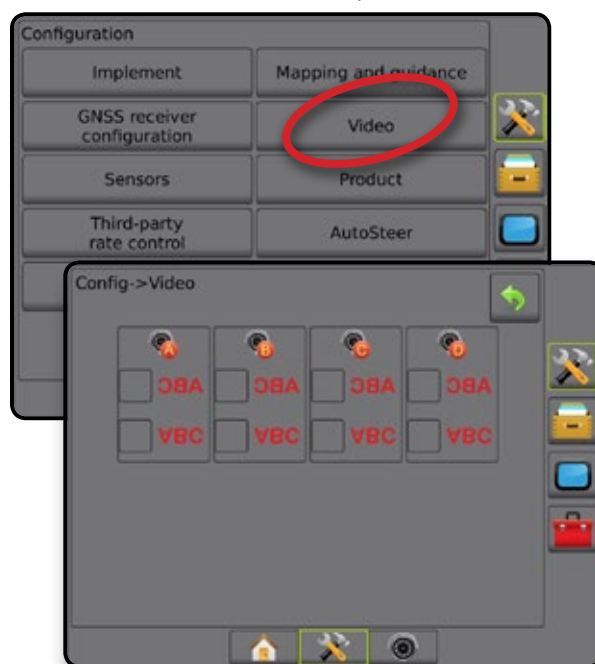 Configuration
Implement
Mapping and guidance
GNSS receiver
configuration
Video
Sensors
Product
Third-party
rate control
AutoSteer
Config->Video
A B C D
ABC ABC ABC ABC
ABC ABC ABC ABC